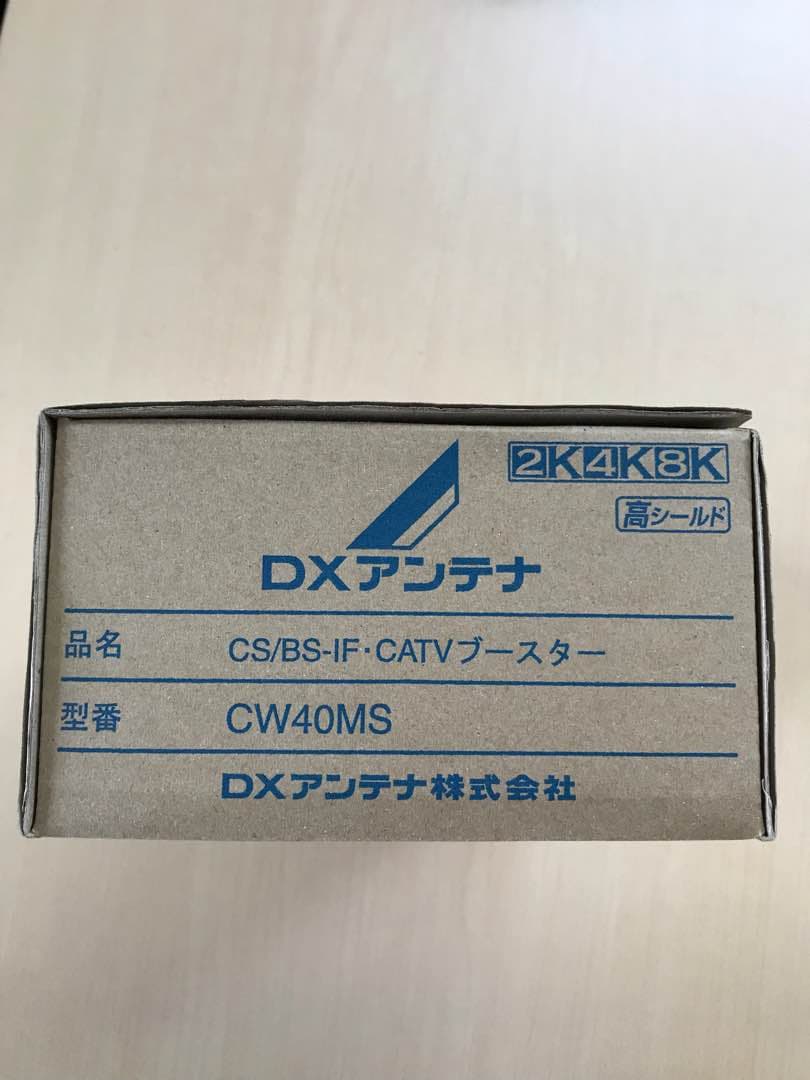 2K4K8K
高シールド
DXアンテナ
品名 CS/BS-IF・CATVブースター
型番 CW40MS
DXアンテナ株式会社